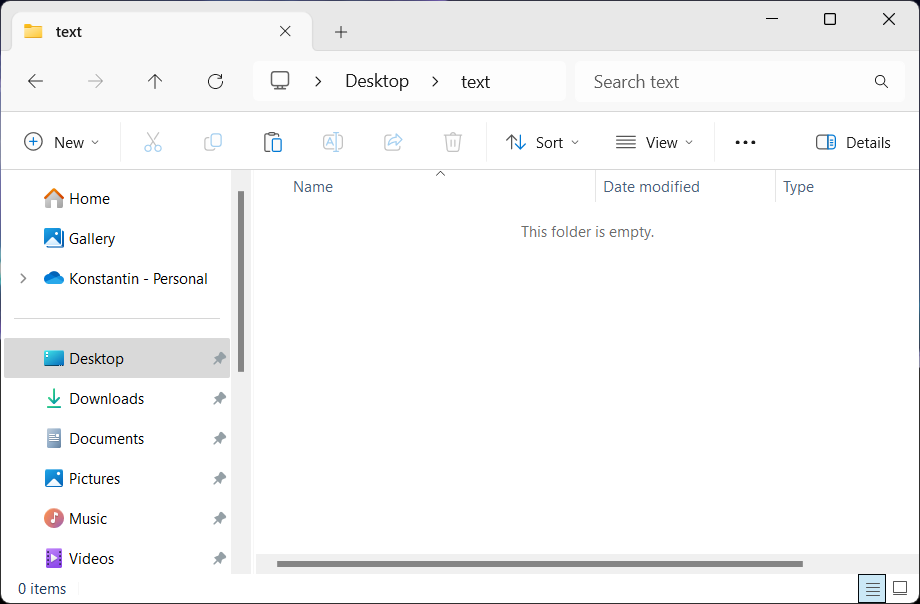 text
Desktop text Search text
New Sort View Details
Name Date modified Type
This folder is empty.
Home
Gallery
Konstantin - Personal
Desktop
Downloads
Documents
Pictures
Music
Videos
0 items